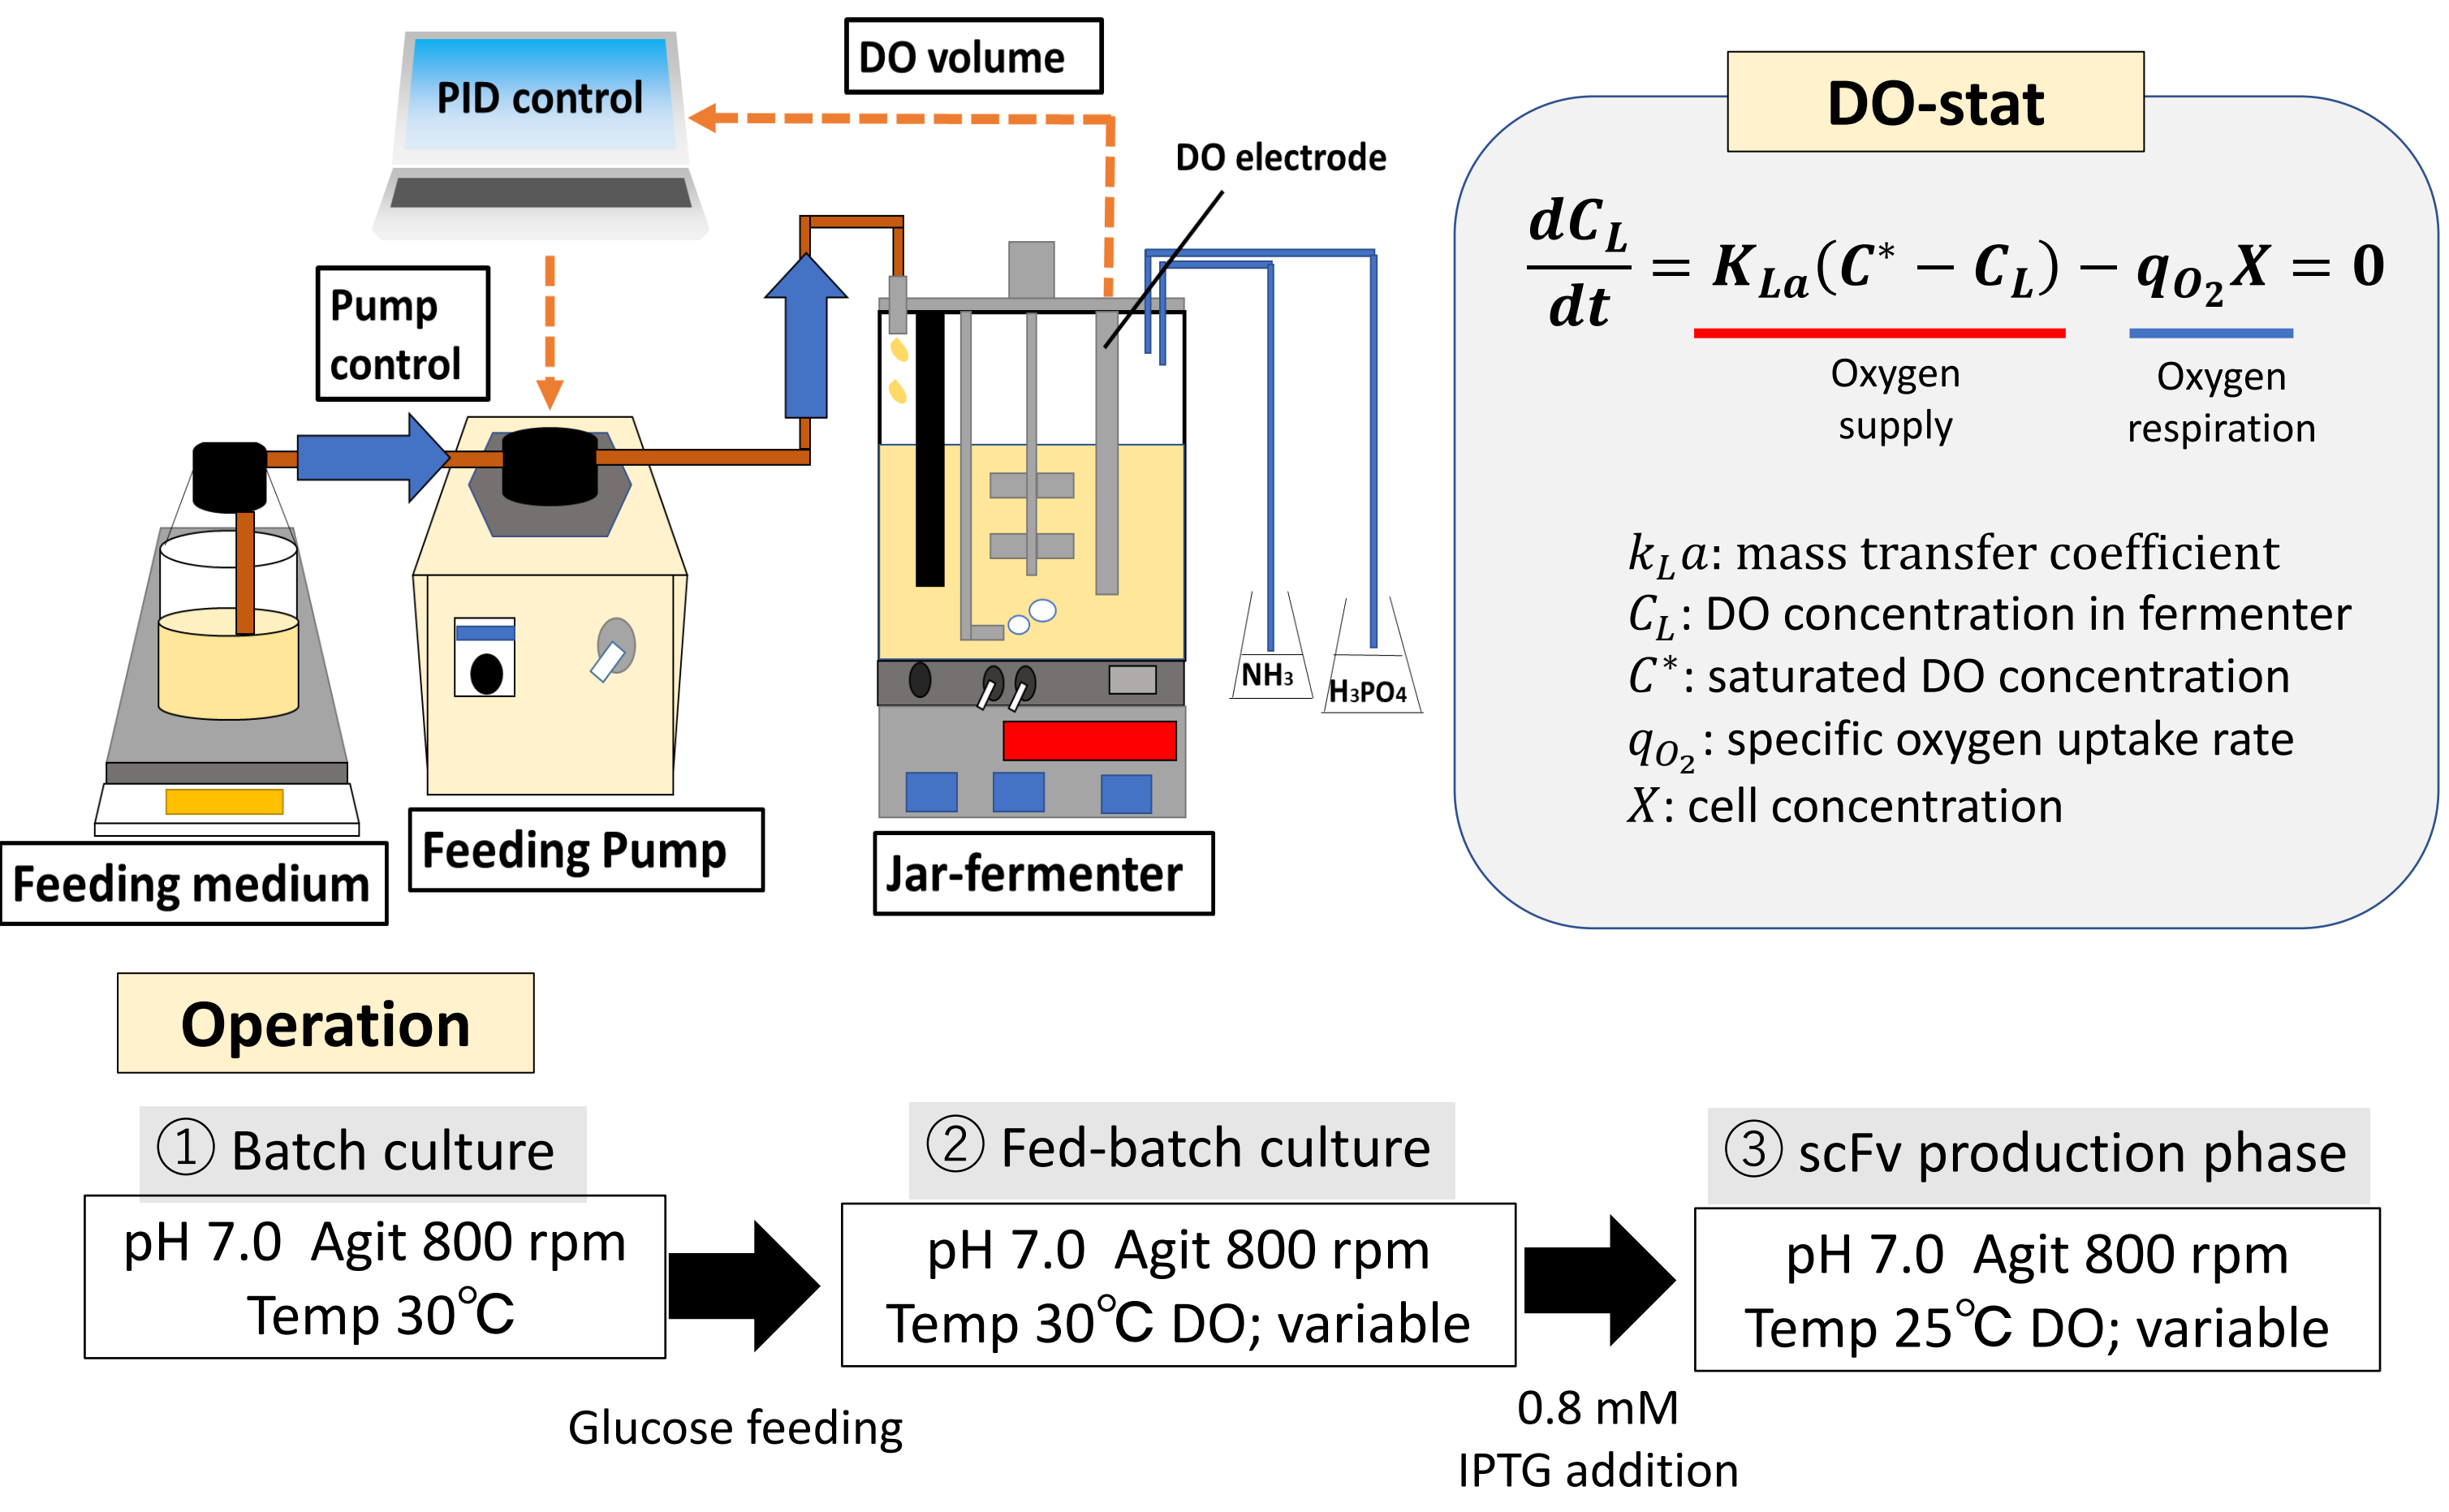 PID control
DO volume
DO electrode
Pump
control
NH₃
H₃PO₄
Feeding medium
Feeding Pump
Jar-fermenter
DO-stat
dC_L/dt = K_La(C* − C_L) − q_O₂X = 0
Oxygen
supply
Oxygen
respiration
k_La: mass transfer coefficient
C_L: DO concentration in fermenter
C*: saturated DO concentration
q_O₂: specific oxygen uptake rate
X: cell concentration
Operation
① Batch culture
pH 7.0 Agit 800 rpm
Temp 30℃
Glucose feeding
② Fed-batch culture
pH 7.0 Agit 800 rpm
Temp 30℃ DO; variable
0.8 mM
IPTG addition
③ scFv production phase
pH 7.0 Agit 800 rpm
Temp 25℃ DO; variable